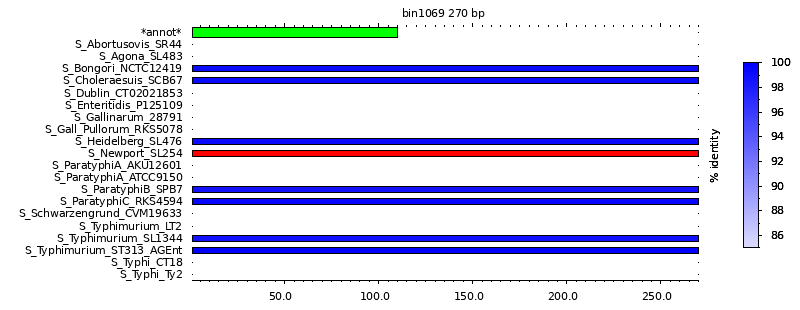 bin1069 270 bp
*annot*
S_Abortusovis_SR44
S_Agona_SL483
S_Bongori_NCTC12419
S_Choleraesuis_SCB67
S_Dublin_CT02021853
S_Enteritidis_P125109
S_Gallinarum_28791
S_Gall_Pullorum_RKS5078
S_Heidelberg_SL476
S_Newport_SL254
S_ParatyphiA_AKU12601
S_ParatyphiA_ATCC9150
S_ParatyphiB_SPB7
S_ParatyphiC_RKS4594
S_Schwarzengrund_CVM19633
S_Typhimurium_LT2
S_Typhimurium_SL1344
S_Typhimurium_ST313_AGEnt
S_Typhi_CT18
S_Typhi_Ty2
50.0 100.0 150.0 200.0 250.0
% identity
100
98
96
94
92
90
88
86